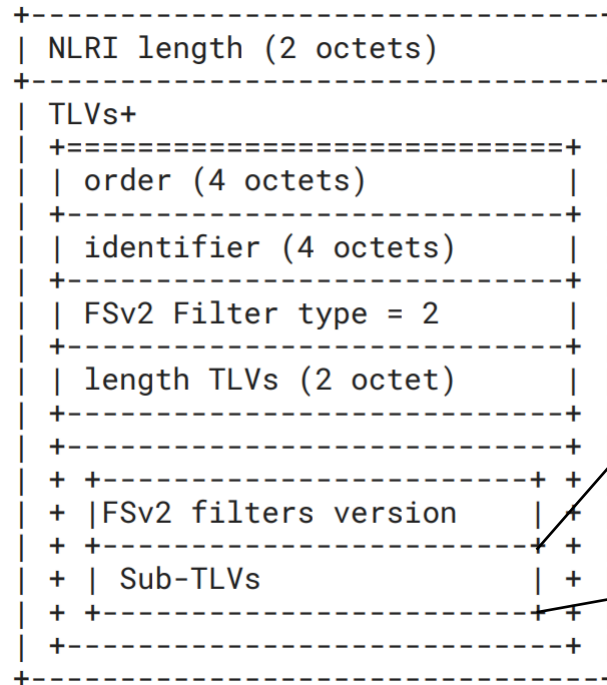 NLRI length (2 octets)
TLVs+
order (4 octets)
identifier (4 octets)
FSv2 Filter type = 2
length TLVs (2 octet)
FSv2 filters version
Sub-TLVs